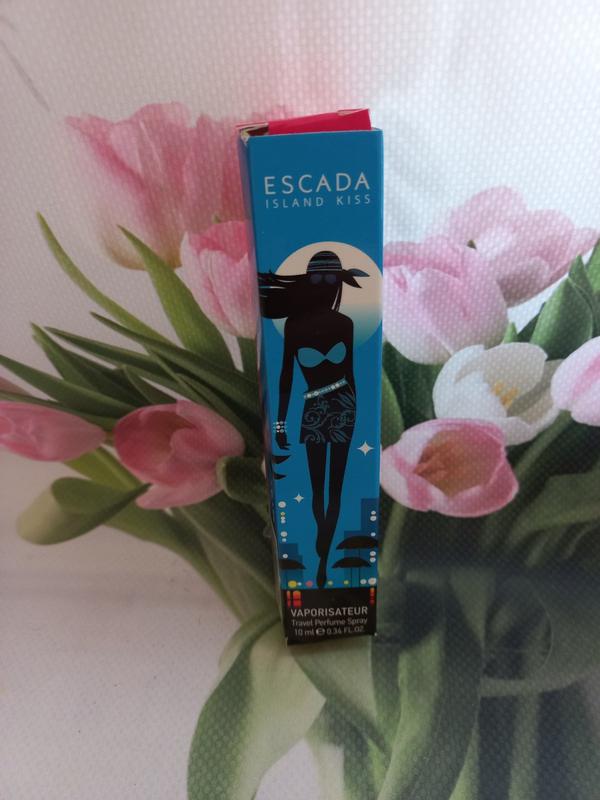 ESCADA
ISLAND KISS
VAPORISATEUR
Travel Perfume Spray
10 ml ℮ 0.34 FL.OZ.